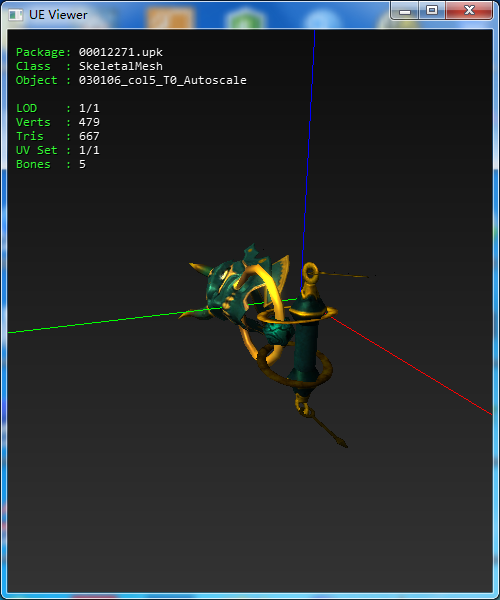 UE Viewer
Package: 00012271.upk
Class  : SkeletalMesh
Object : 030106_col5_T0_Autoscale
LOD    : 1/1
Verts  : 479
Tris   : 667
UV Set : 1/1
Bones  : 5